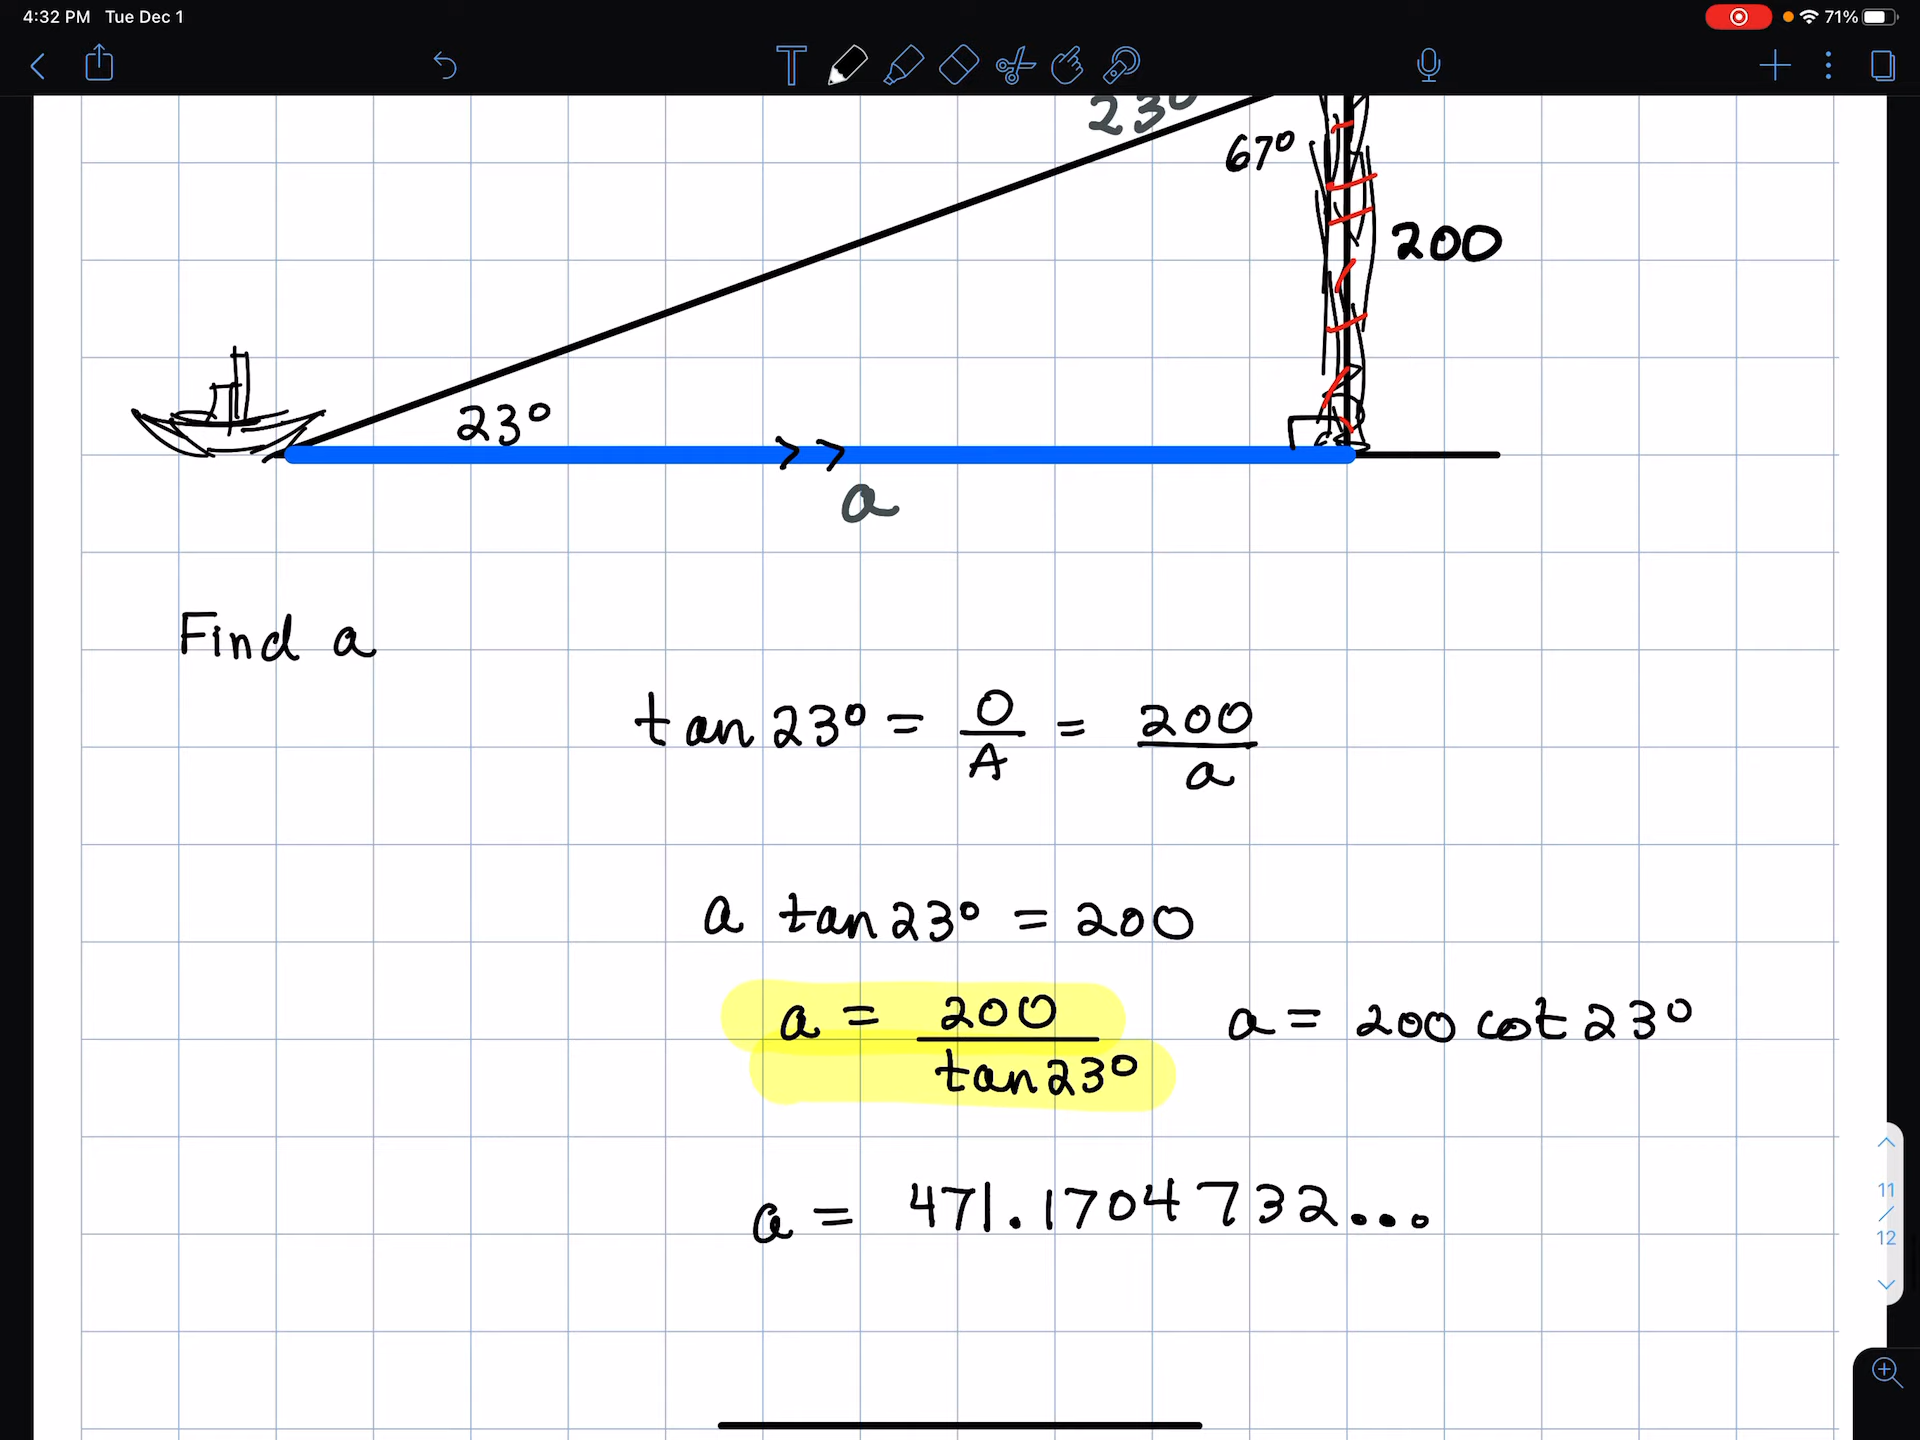 4:32 PM Tue Dec 1
71%
23°
67°
200
23°
a
Find a
tan 23° = O/A = 200/a
a tan 23° = 200
a = 200/tan 23° a = 200 cot 23°
a = 471.1704732...
11
/
12